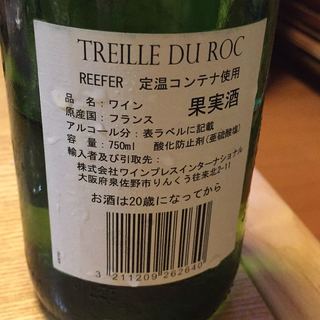 TREILLE DU ROC
REEFER 定温コンテナ使用
品 名：ワイン 果実酒
原産国：フランス
アルコール分：表ラベルに記載
容 量：750ml 酸化防止剤(亜硫酸塩)
輸入者及び引取先：
株式会社ワインプレスインターナショナル
大阪府泉佐野市りんくう往来北2-11
お酒は20歳になってから
3 211209 262640